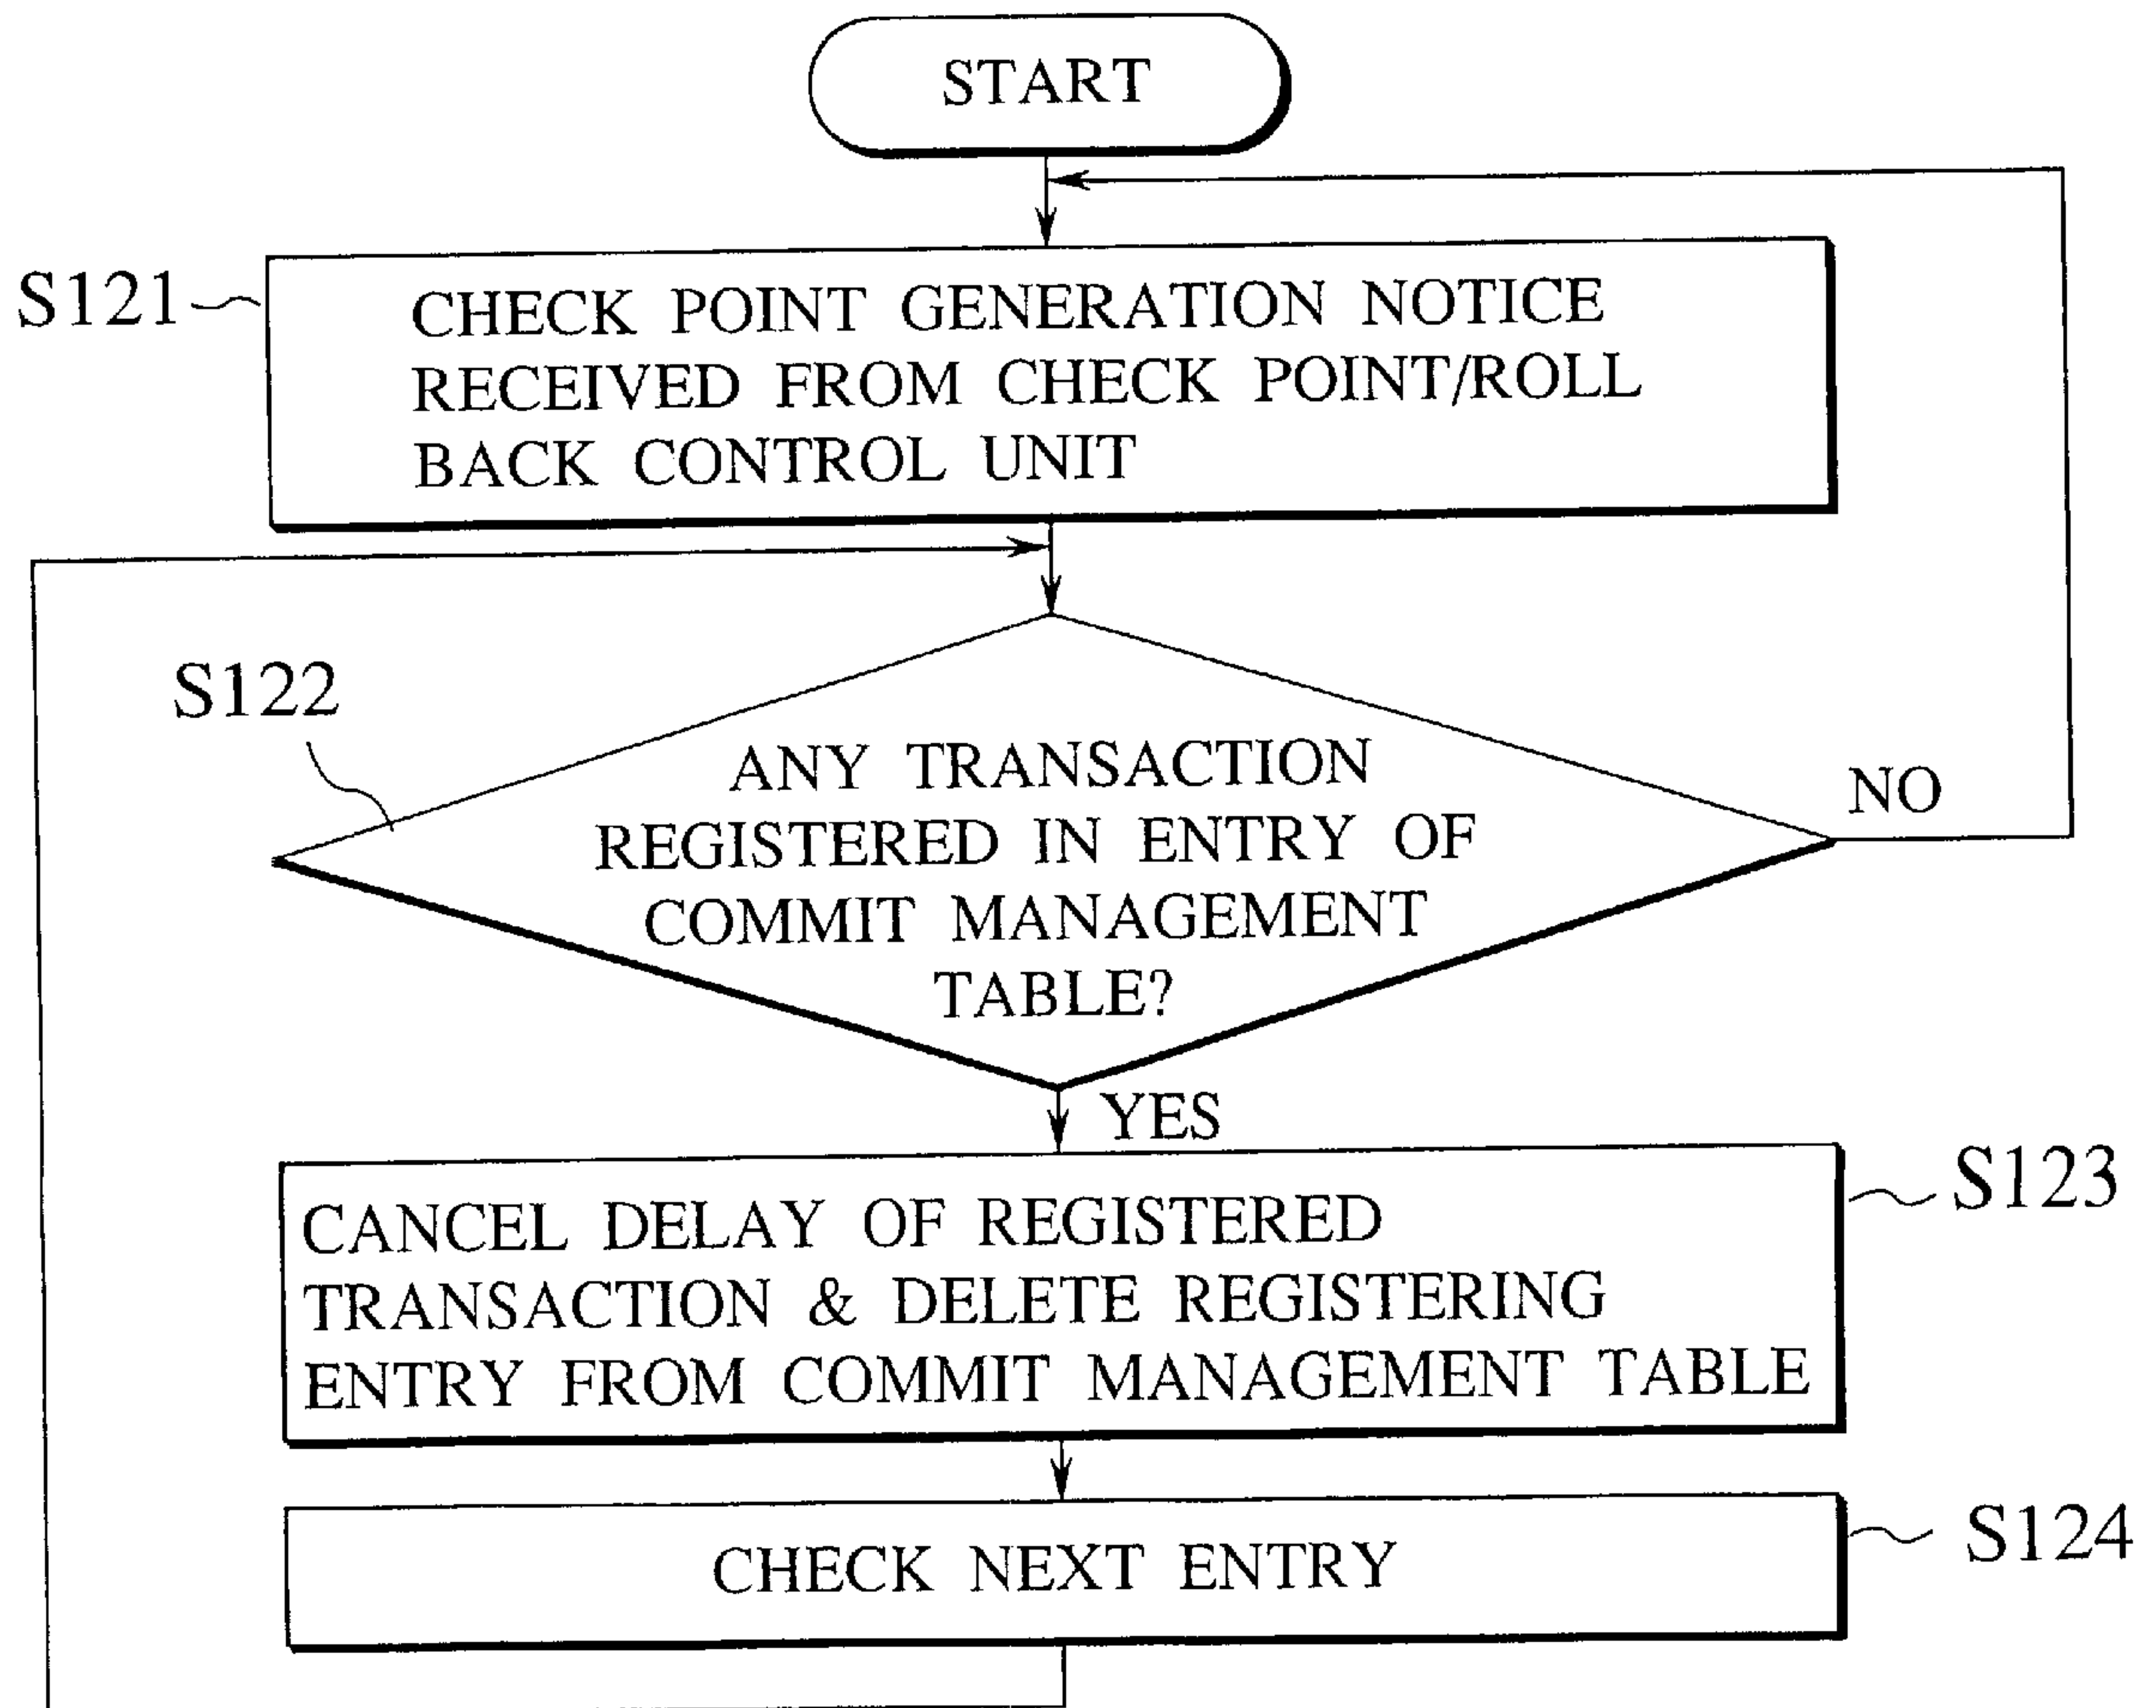 START
S121
CHECK POINT GENERATION NOTICE
RECEIVED FROM CHECK POINT/ROLL
BACK CONTROL UNIT
S122
ANY TRANSACTION
REGISTERED IN ENTRY OF
COMMIT MANAGEMENT
TABLE?
NO
YES
S123
CANCEL DELAY OF REGISTERED
TRANSACTION & DELETE REGISTERING
ENTRY FROM COMMIT MANAGEMENT TABLE
S124
CHECK NEXT ENTRY